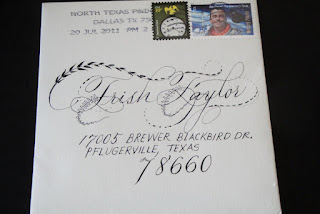 NORTH TEXAS P&DC
DALLAS TX 750
20 JUL 2011 PM 2
Trish Taylor
17005 BREWER BLACKBIRD DR.
PFLUGERVILLE, TEXAS
78660